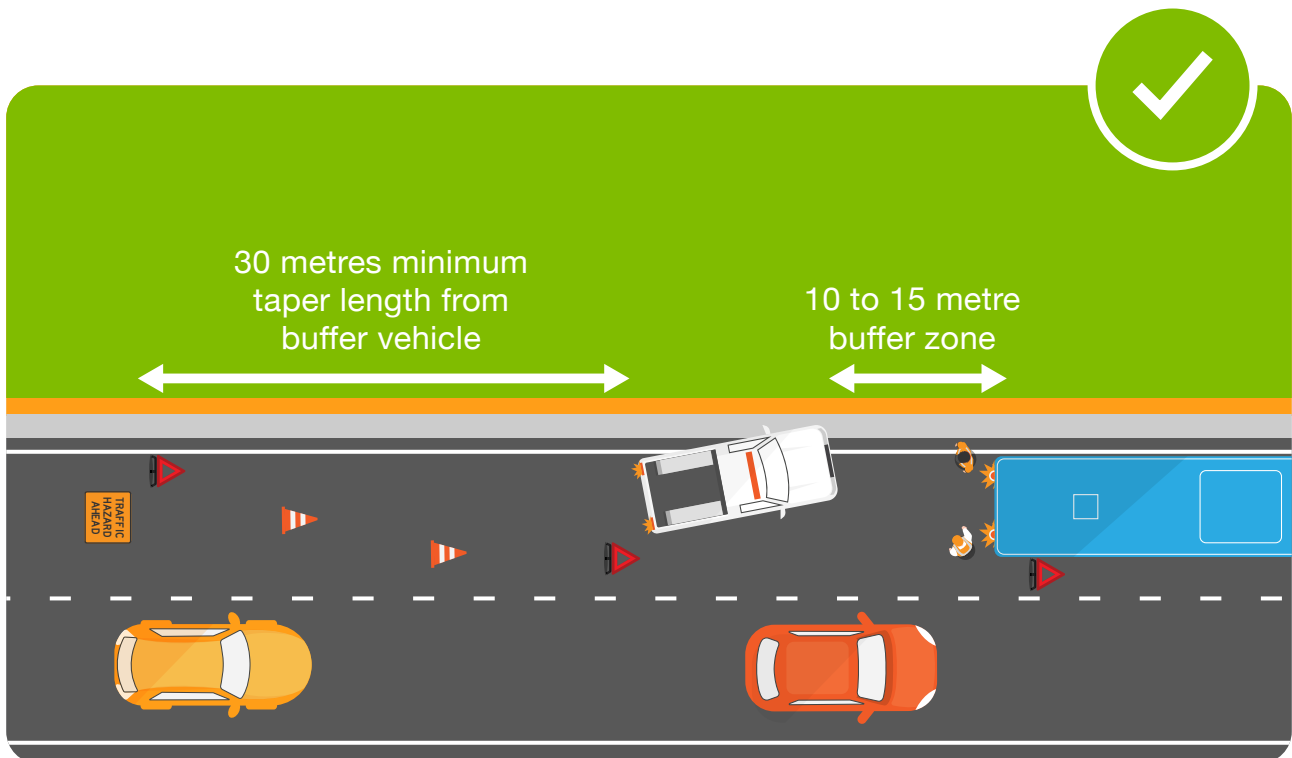 30 metres minimum
taper length from
buffer vehicle
10 to 15 metre
buffer zone
TRAFFIC
HAZARD
AHEAD